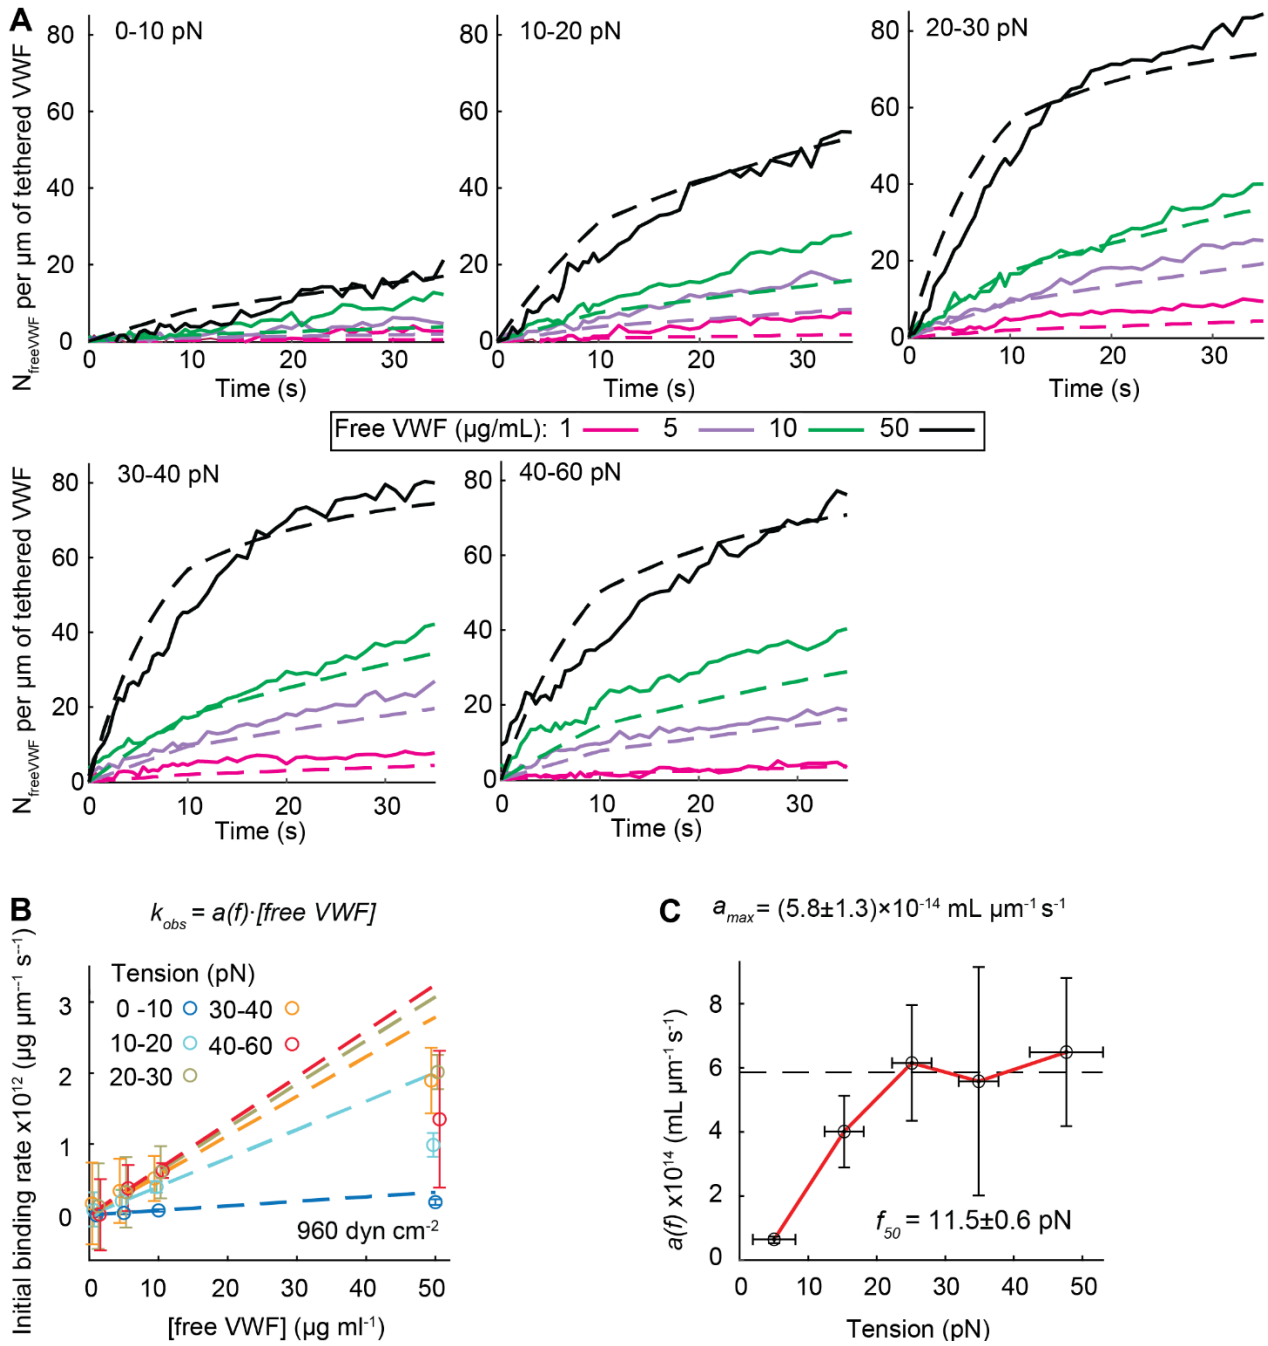 A
0-10 pN
10-20 pN
20-30 pN
N_freeVWF per µm of tethered VWF
80
60
40
20
0
0 10 20 30
Time (s)
80
60
40
20
0
0 10 20 30
Time (s)
80
60
40
20
0
0 10 20 30
Time (s)
Free VWF (µg/mL): 1 5 10 50
30-40 pN
40-60 pN
N_freeVWF per µm of tethered VWF
80
60
40
20
0
0 10 20 30
Time (s)
80
60
40
20
0
0 10 20 30
Time (s)
B
k_obs = a(f)·[free VWF]
Initial binding rate x10¹² (µg µm⁻¹ s⁻¹)
Tension (pN)
0 -10 30-40
10-20 40-60
20-30
3
2
1
0
960 dyn cm⁻²
0 10 20 30 40 50
[free VWF] (µg ml⁻¹)
C
a_max = (5.8±1.3)×10⁻¹⁴ mL µm⁻¹ s⁻¹
a(f) x10¹⁴ (mL µm⁻¹ s⁻¹)
8
6
4
2
0
f_50 = 11.5±0.6 pN
0 10 20 30 40 50
Tension (pN)